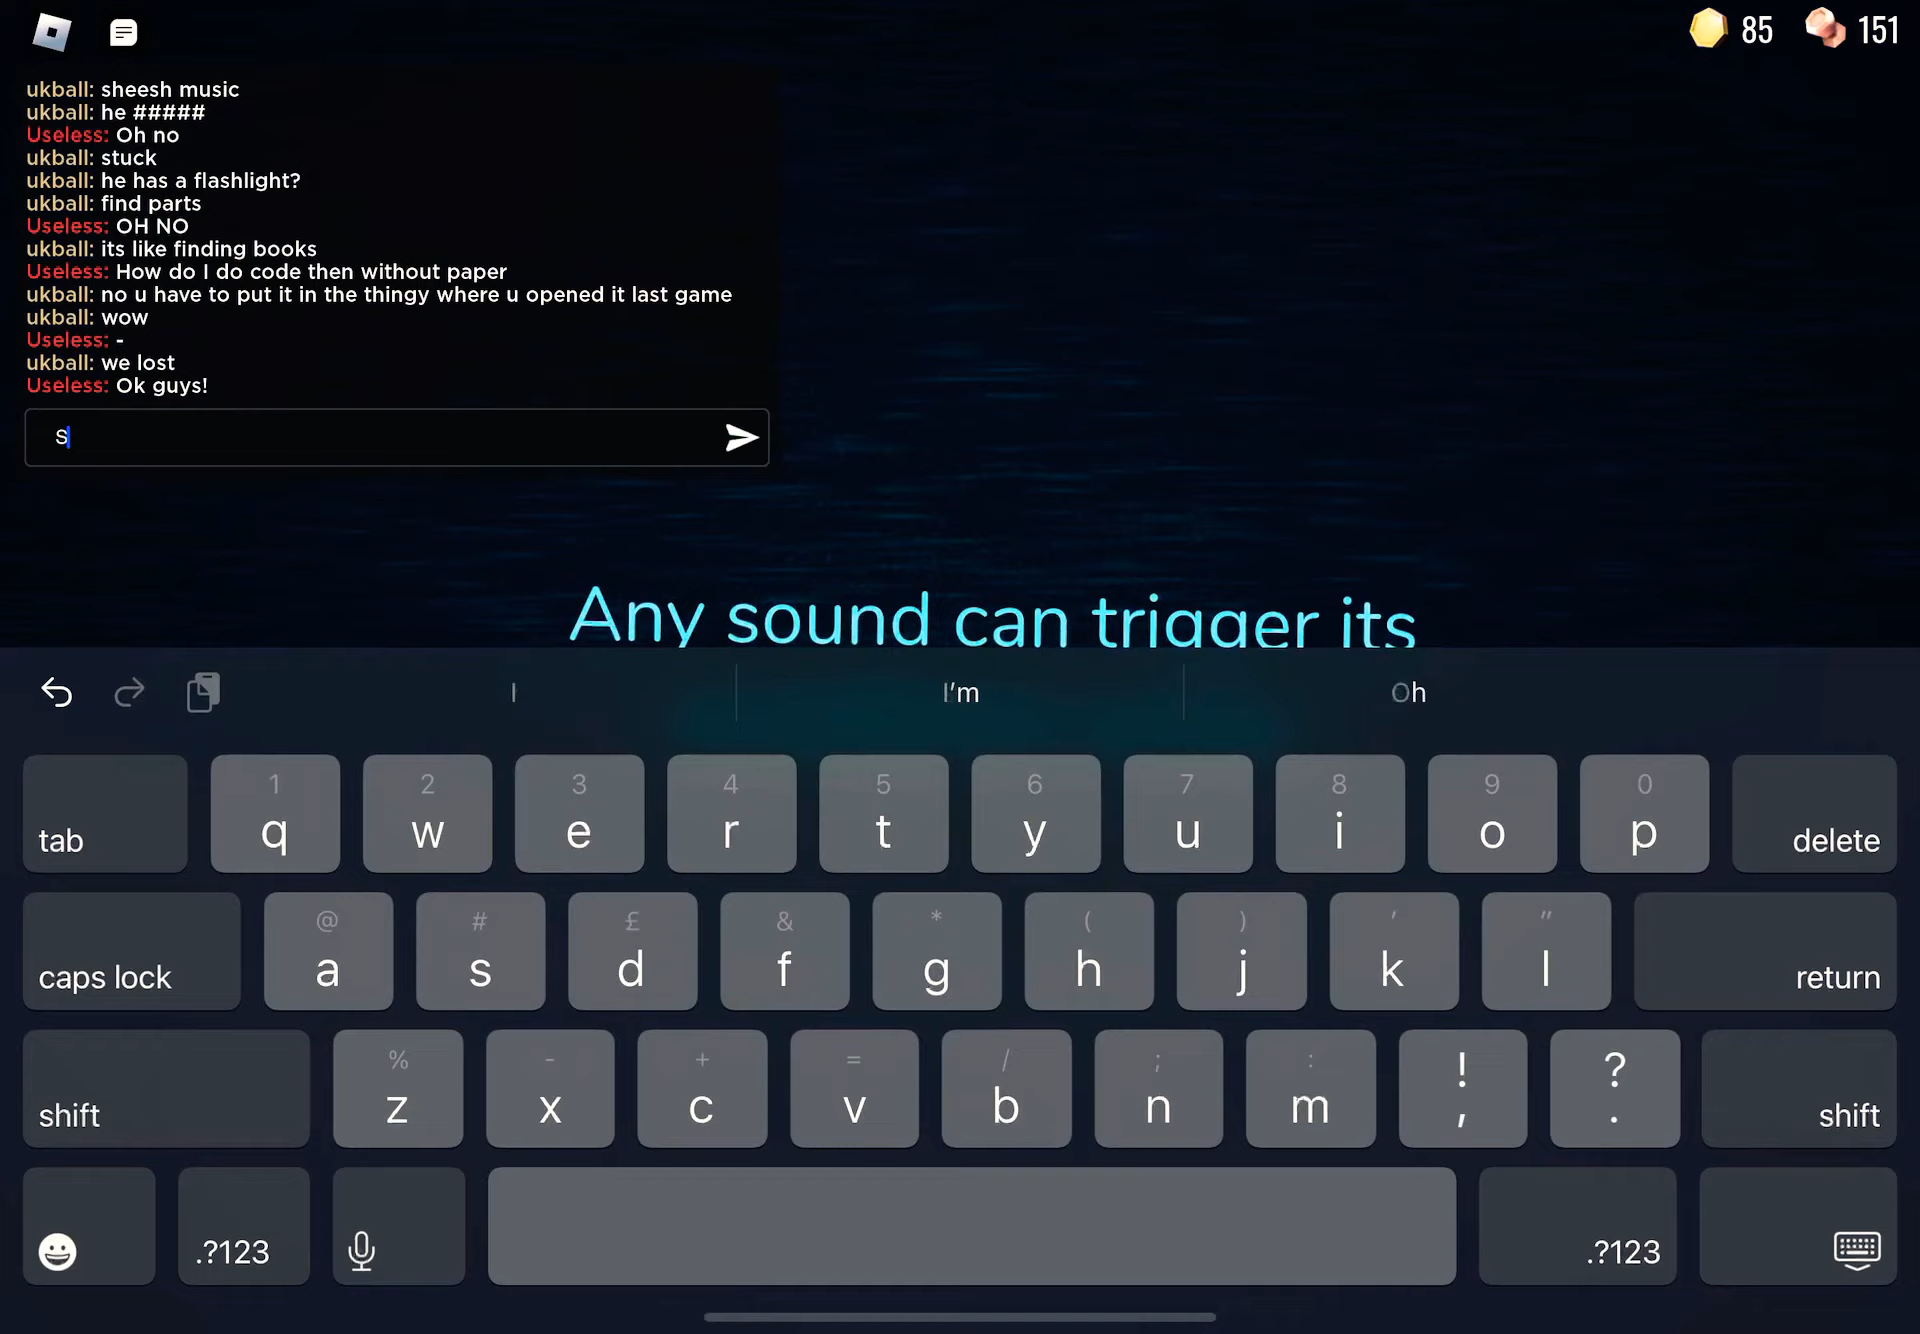 85 151
ukball: sheesh music
ukball: he #####
Useless: Oh no
ukball: stuck
ukball: he has a flashlight?
ukball: find parts
Useless: OH NO
ukball: its like finding books
Useless: How do I do code then without paper
ukball: no u have to put it in the thingy where u opened it last game
ukball: wow
Useless: -
ukball: we lost
Useless: Ok guys!
s
Any sound can trigger its
I I'm Oh
1 2 3 4 5 6 7 8 9 0
tab q w e r t y u i o p delete
@ # £ & * ( ) ' "
caps lock a s d f g h j k l return
% - + = / ; : ! ?
shift z x c v b n m , . shift
.?123 .?123